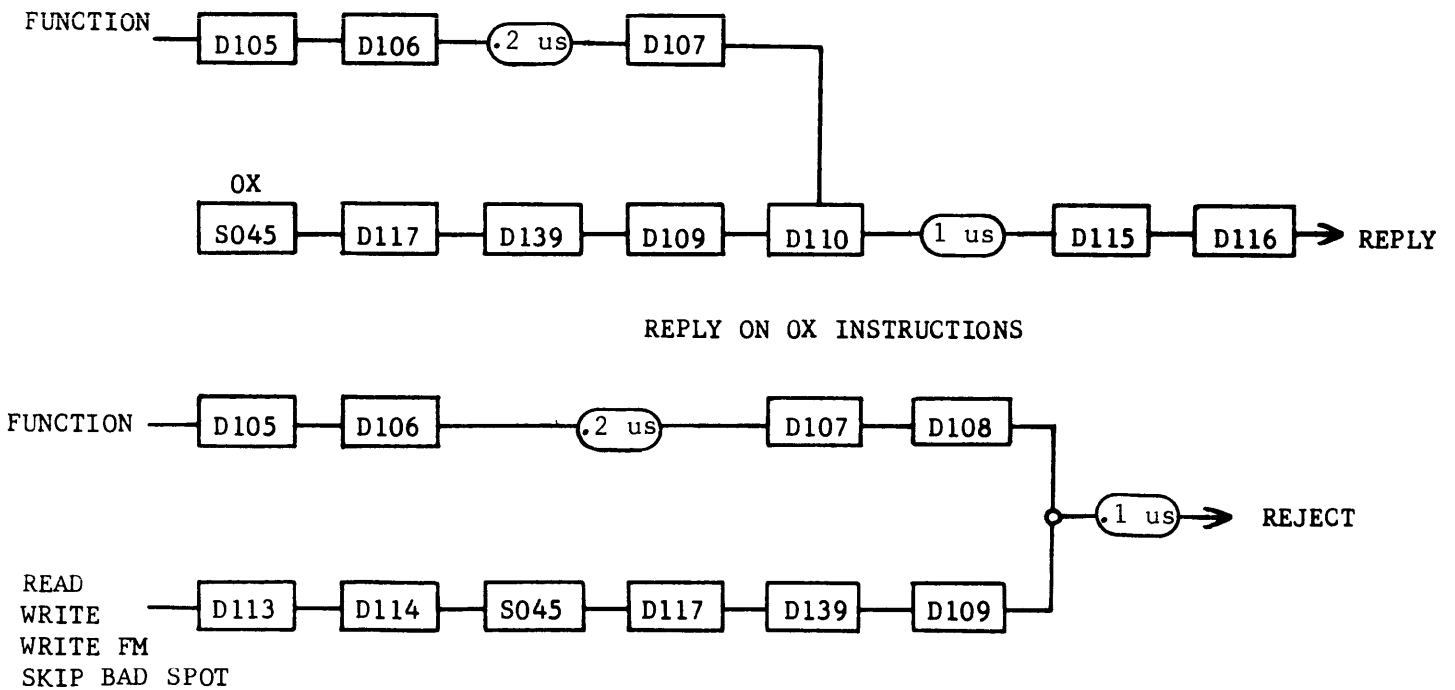 FUNCTION D105 D106 .2 us D107
OX
S045 D117 D139 D109 D110 1 us D115 D116 REPLY
REPLY ON OX INSTRUCTIONS
FUNCTION D105 D106 .2 us D107 D108
.1 us REJECT
READ
WRITE D113 D114 S045 D117 D139 D109
WRITE FM
SKIP BAD SPOT